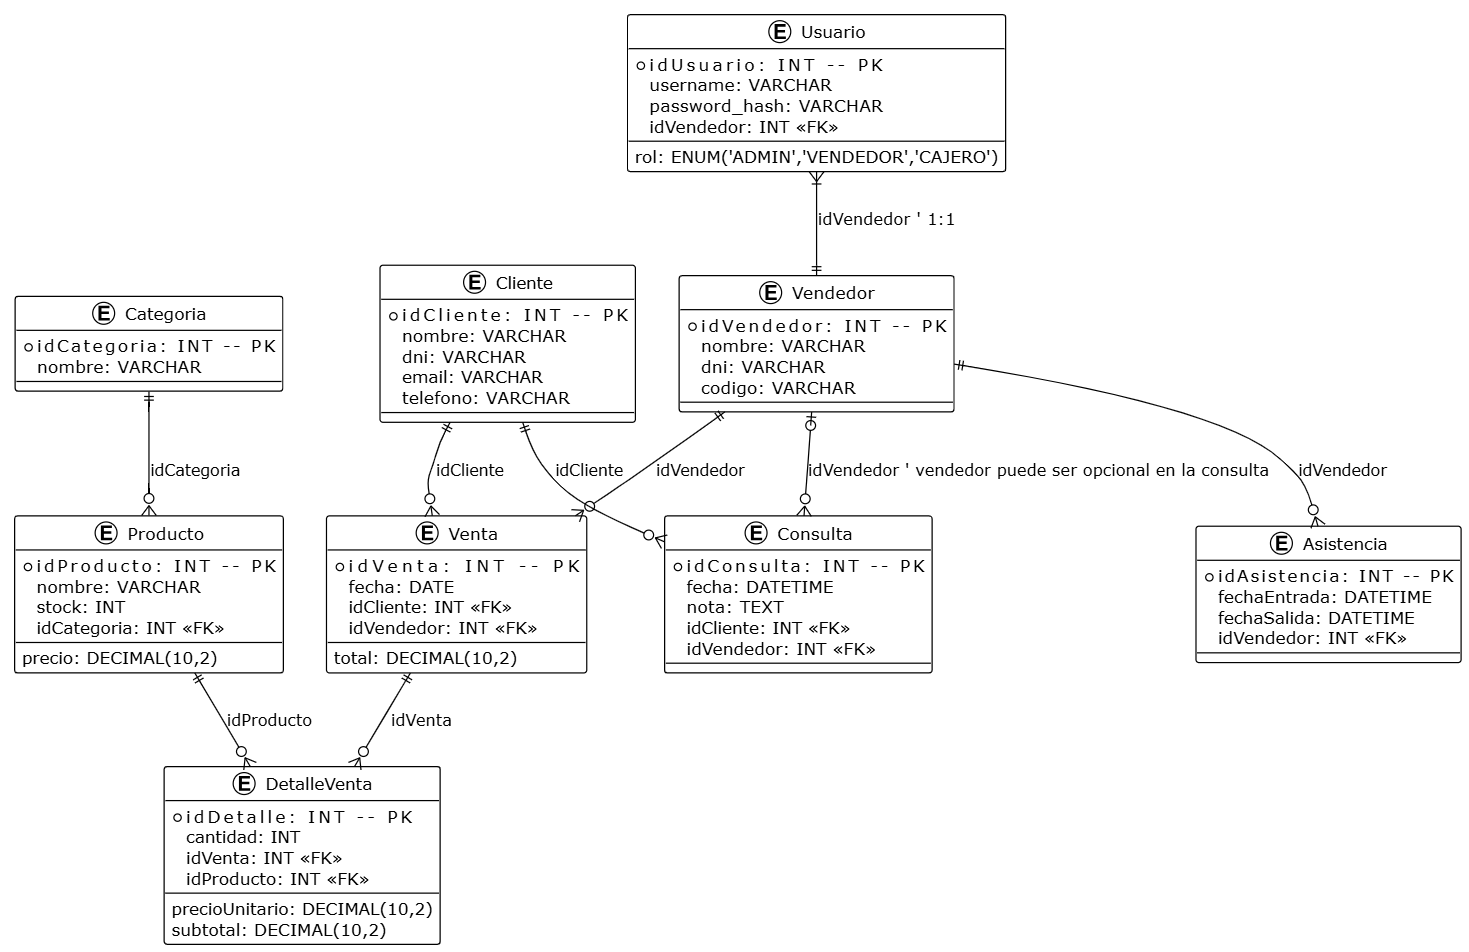 E Usuario
idUsuario: INT -- PK
username: VARCHAR
password_hash: VARCHAR
idVendedor: INT «FK»
rol: ENUM('ADMIN','VENDEDOR','CAJERO')
idVendedor ' 1:1
E Categoria
idCategoria: INT -- PK
nombre: VARCHAR
E Cliente
idCliente: INT -- PK
nombre: VARCHAR
dni: VARCHAR
email: VARCHAR
telefono: VARCHAR
E Vendedor
idVendedor: INT -- PK
nombre: VARCHAR
dni: VARCHAR
codigo: VARCHAR
idCategoria
idCliente
idCliente
idVendedor
idVendedor ' vendedor puede ser opcional en la consulta
idVendedor
E Producto
idProducto: INT -- PK
nombre: VARCHAR
stock: INT
idCategoria: INT «FK»
precio: DECIMAL(10,2)
E Venta
idVenta: INT -- PK
fecha: DATE
idCliente: INT «FK»
idVendedor: INT «FK»
total: DECIMAL(10,2)
E Consulta
idConsulta: INT -- PK
fecha: DATETIME
nota: TEXT
idCliente: INT «FK»
idVendedor: INT «FK»
E Asistencia
idAsistencia: INT -- PK
fechaEntrada: DATETIME
fechaSalida: DATETIME
idVendedor: INT «FK»
idProducto
idVenta
E DetalleVenta
idDetalle: INT -- PK
cantidad: INT
idVenta: INT «FK»
idProducto: INT «FK»
precioUnitario: DECIMAL(10,2)
subtotal: DECIMAL(10,2)